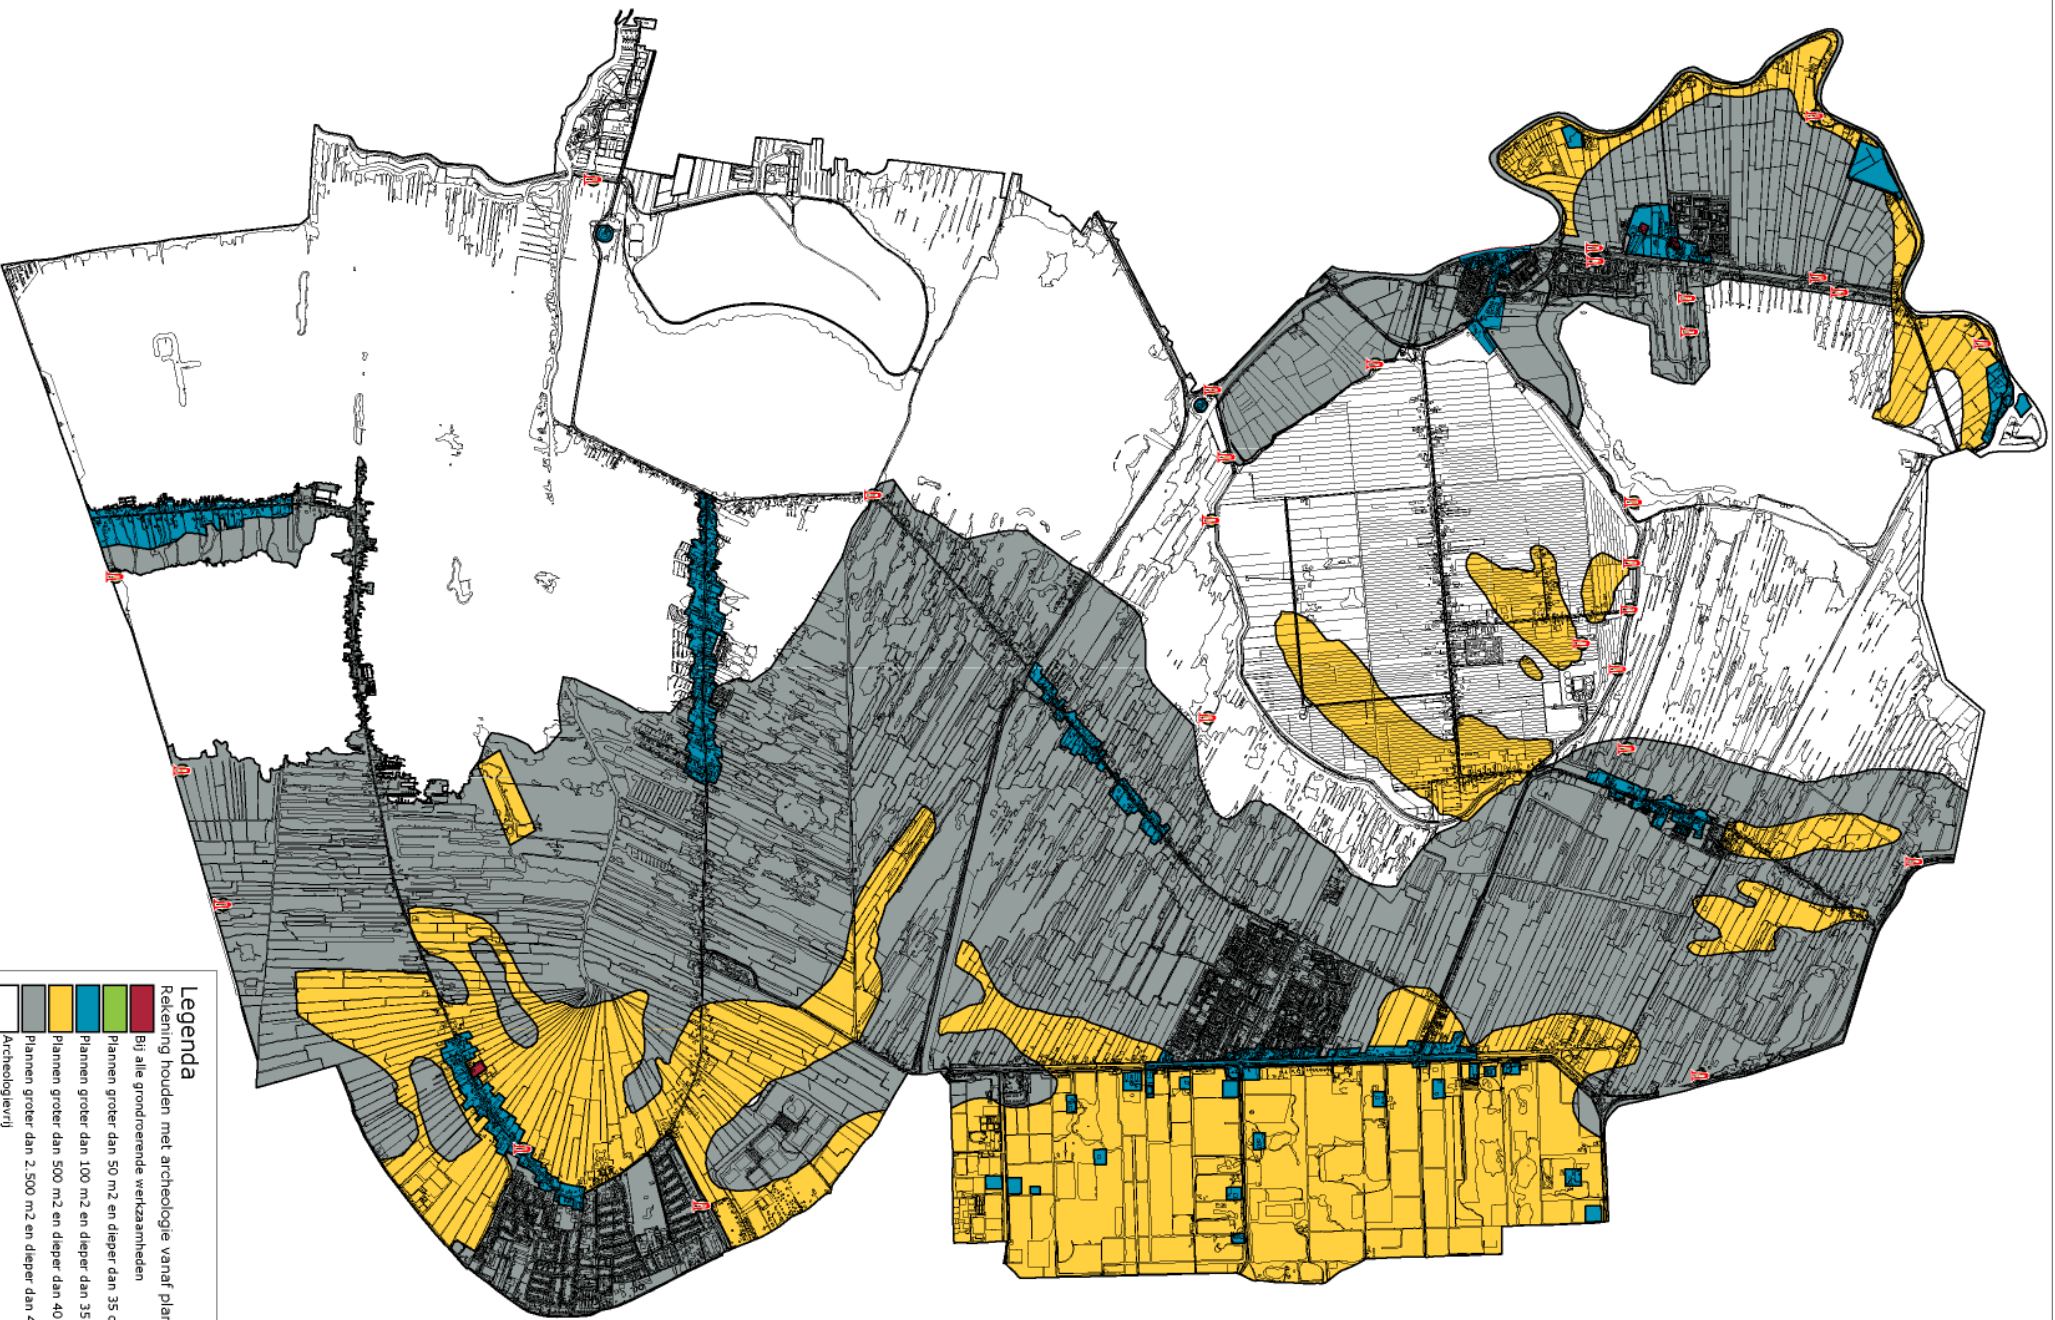 Legenda
Rekening houden met archeologie vanaf
Bij alle grondroerende werkzaamheden
Plannen groter dan 50 m2 en dieper dan 35
Plannen groter dan 100 m2 en dieper dan 35
Plannen groter dan 500 m2 en dieper dan 40
Plannen groter dan 2.500 m2 en dieper dan
Archeologievrij